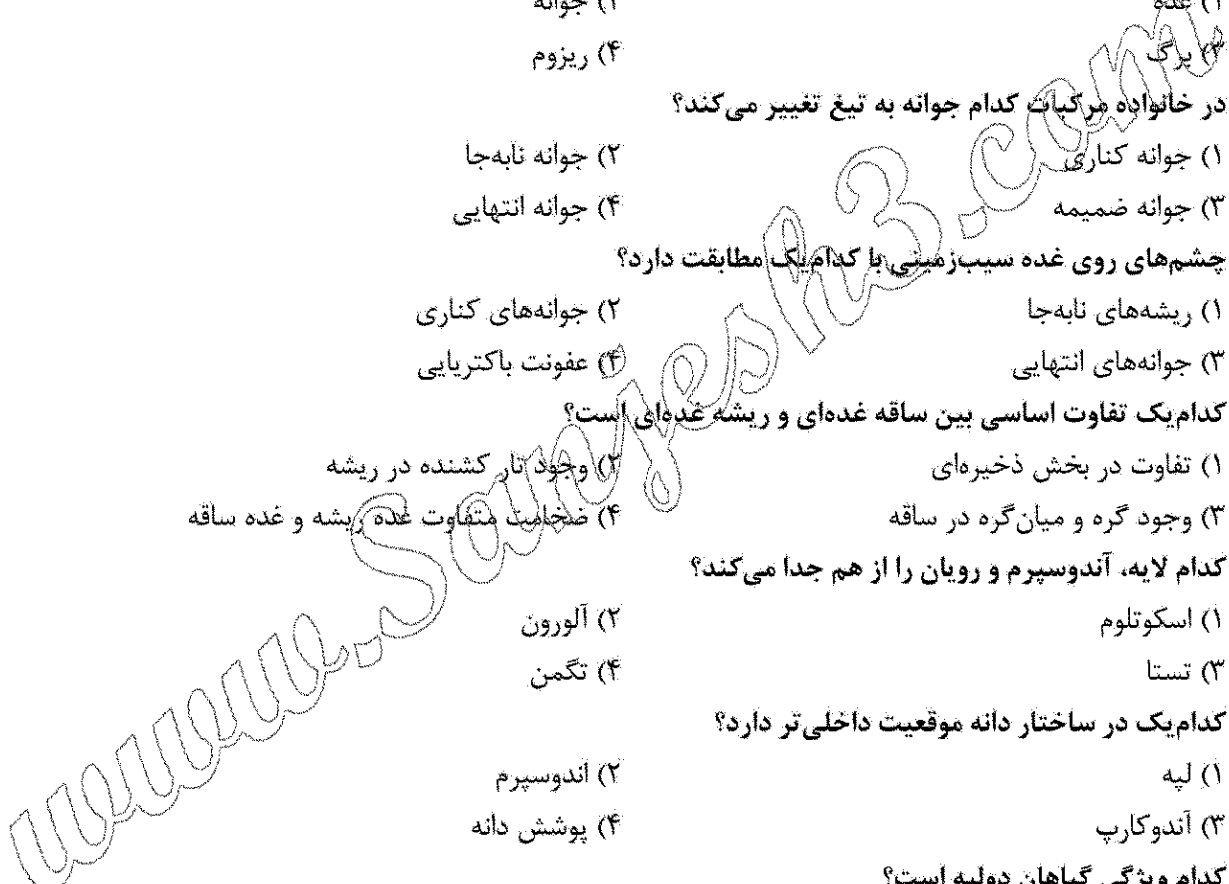 ۱) غده ۲) جوانه
۳) برگ ۴) ریزوم
در خانواده مرکبات کدام جوانه به تیغ تغییر می‌کند؟
۱) جوانه کناری ۲) جوانه نابه‌جا
۳) جوانه ضمیمه ۴) جوانه انتهایی
چشم‌های روی غده سیب‌زمینی با کدام‌یک مطابقت دارد؟
۱) ریشه‌های نابه‌جا ۲) جوانه‌های کناری
۳) جوانه‌های انتهایی ۴) عفونت باکتریایی
کدام‌یک تفاوت اساسی بین ساقه غده‌ای و ریشه غده‌ای است؟
۱) تفاوت در بخش ذخیره‌ای ۲) وجود تار کشنده در ریشه
۳) وجود گره و میان‌گره در ساقه ۴) ضخامت متفاوت غده ریشه و غده ساقه
کدام لایه، آندوسپرم و رویان را از هم جدا می‌کند؟
۱) اسکوتلوم ۲) آلورون
۳) تستا ۴) تگمن
کدام‌یک در ساختار دانه موقعیت داخلی‌تر دارد؟
۱) لپه ۲) آندوسپرم
۳) آندوکارپ ۴) پوشش دانه
کدام ویژگی گیاهان دولپه است؟
www.Sanjesh3.com